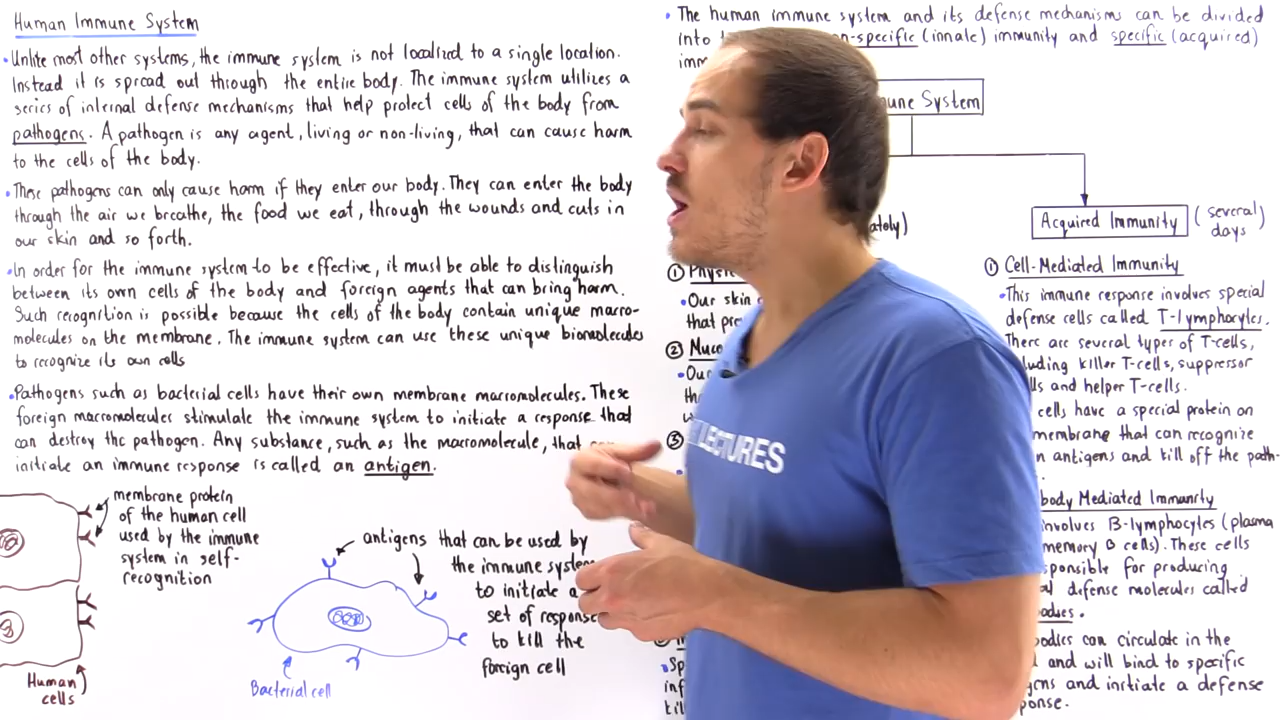 Human Immune System
• Unlike most other systems, the immune system is not localized to a single location.
Instead it is spread out through the entire body. The immune system utilizes a
series of internal defense mechanisms that help protect cells of the body from
pathogens. A pathogen is any agent, living or non-living, that can cause harm
to the cells of the body.
• These pathogens can only cause harm if they enter our body. They can enter the body
through the air we breathe, the food we eat, through the wounds and cuts in
our skin and so forth.
• In order for the immune system to be effective, it must be able to distinguish
between its own cells of the body and foreign agents that can bring harm.
Such recognition is possible because the cells of the body contain unique macro-
molecules on the membrane. The immune system can use these unique biomolecules
to recognize its own cells
• Pathogens such as bacterial cells have their own membrane macromolecules. These
foreign macromolecules stimulate the immune system to initiate a response that
can destroy the pathogen. Any substance, such as the macromolecule, that
initiate an immune response is called an antigen.
membrane protein
of the human cell
used by the immune
system in self-
recognition
Human
cells
antigens that can be used by
the immune system
to initiate a
set of response
to kill the
foreign cell
Bacterial cell
• The human immune system and its defense mechanisms can be divided
into (innate) immunity and specific (acquired)
System
Acquired Immunity (several
days
①
• Our skin
that
②
• Our
③
① Cell-Mediated Immunity
• This immune response involves special
defense cells called T-lymphocytes.
There are several types of T-cells,
killer T-cells, suppressor
and helper T-cells.
cells have a special protein on
membrane that can recognize
antigens and kill off the path-
Mediated Immunity
involves B-lymphocytes (plasma
memory B cells). These cells
for producing
defense molecules called
can circulate in the
and will bind to specific
and initiate a defense
LECTURES